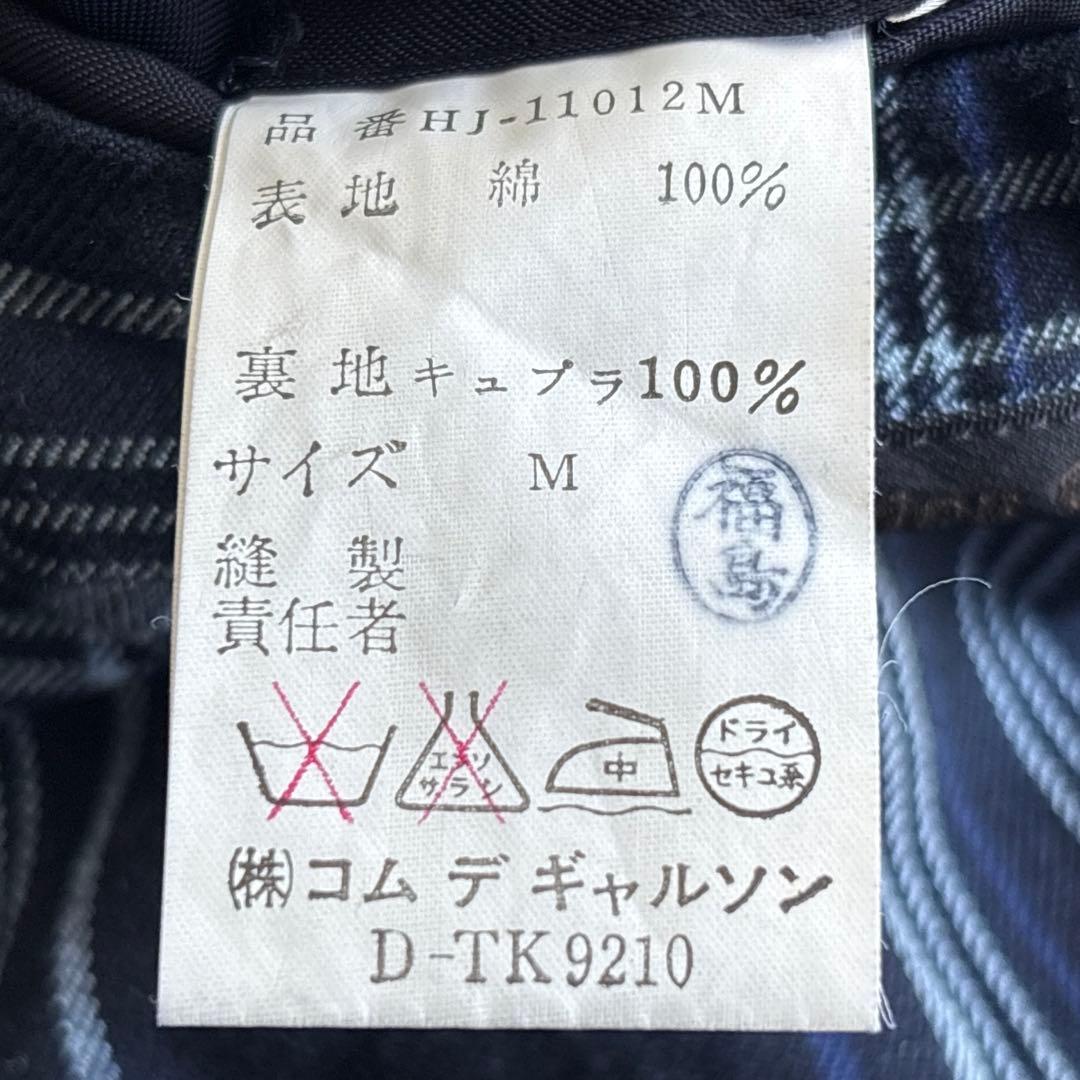 品 番 HJ-11012M
表 地 綿 100%
裏 地 キュプラ 100%
サイズ M
福島
縫 製
責任者
エンソ
サラシ
中
ドライ
セキユ系
㈱コム デ ギャルソン
D-TK9210